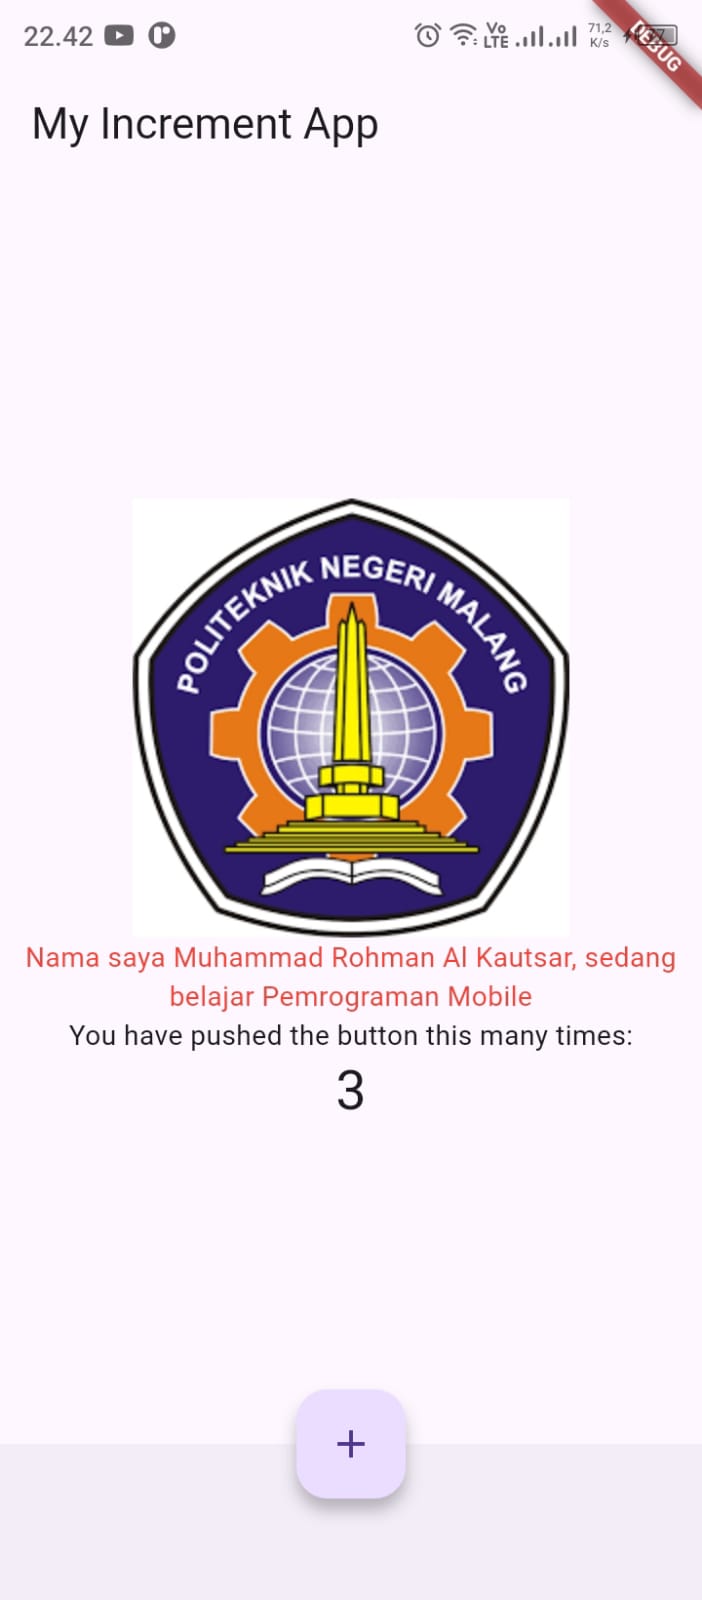 22.42
Vo
LTE
71,2
K/s
DEBUG
My Increment App
POLITEKNIK NEGERI MALANG
Nama saya Muhammad Rohman Al Kautsar, sedang
belajar Pemrograman Mobile
You have pushed the button this many times:
3
+